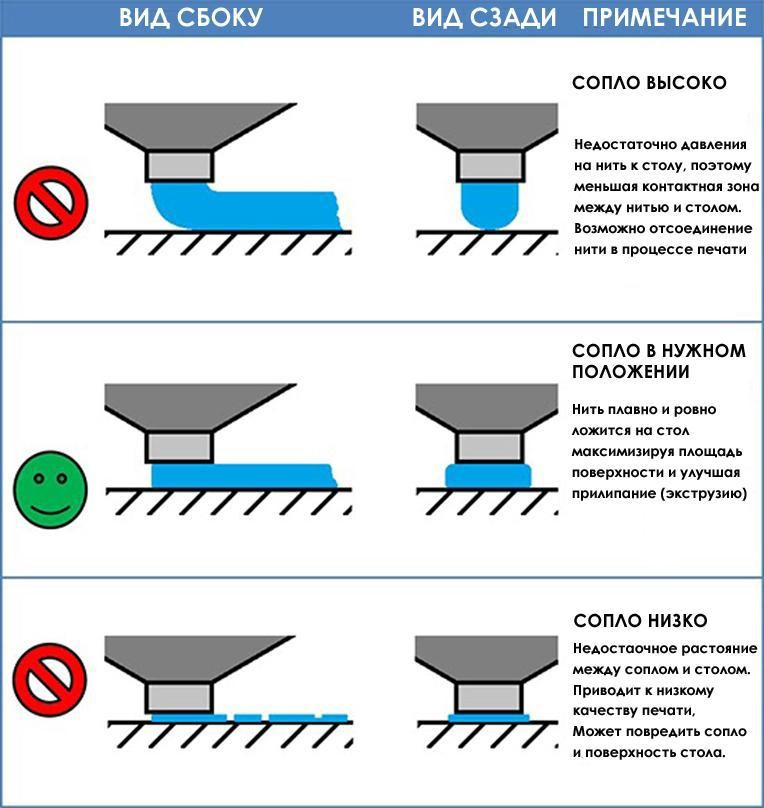 ВИД СБОКУ
ВИД СЗАДИ
ПРИМЕЧАНИЕ
СОПЛО ВЫСОКО
Недостаточно давления
на нить к столу, поэтому
меньшая контактная зона
между нитью и столом.
Возможно отсоединение
нити в процессе печати
СОПЛО В НУЖНОМ
ПОЛОЖЕНИИ
Нить плавно и ровно
ложится на стол
максимизируя площадь
поверхности и улучшая
прилипание (экструзию)
СОПЛО НИЗКО
Недостаочное растояние
между соплом и столом.
Приводит к низкому
качеству печати,
Может повредить сопло
и поверхность стола.